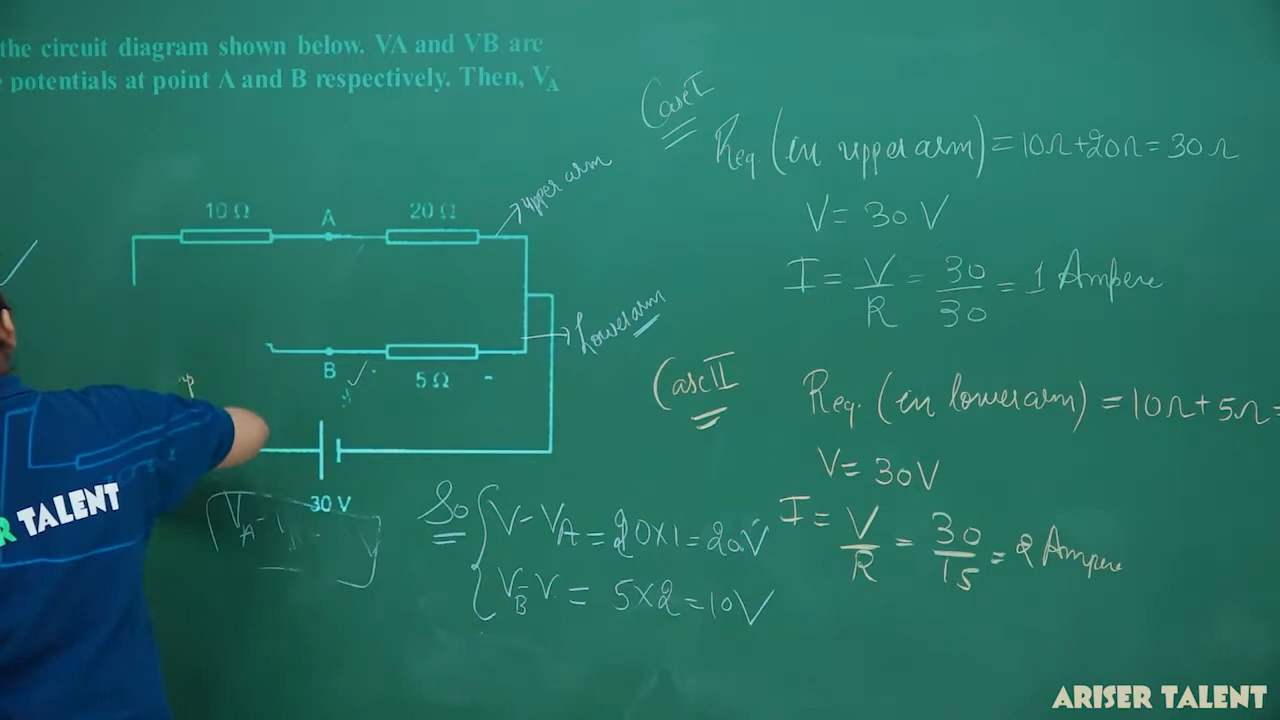 the circuit diagram shown below. VA and VB are
potentials at point A and B respectively. Then, VA
Case I
Req. (in upper arm) = 10Ω+20Ω = 30Ω
V = 30 V
I = V/R = 30/30 = 1 Ampere
10 Ω
A
20 Ω
upper arm
Lower arm
B
5 Ω
-
30 V
Case II
Req. (in lower arm) = 10Ω + 5Ω =
V = 30V
I = V/R = 30/15 = 2 Ampere
So
V - VA = 20×1 = 20V
VB - V = 5×2 = 10V
R TALENT
ARISER TALENT